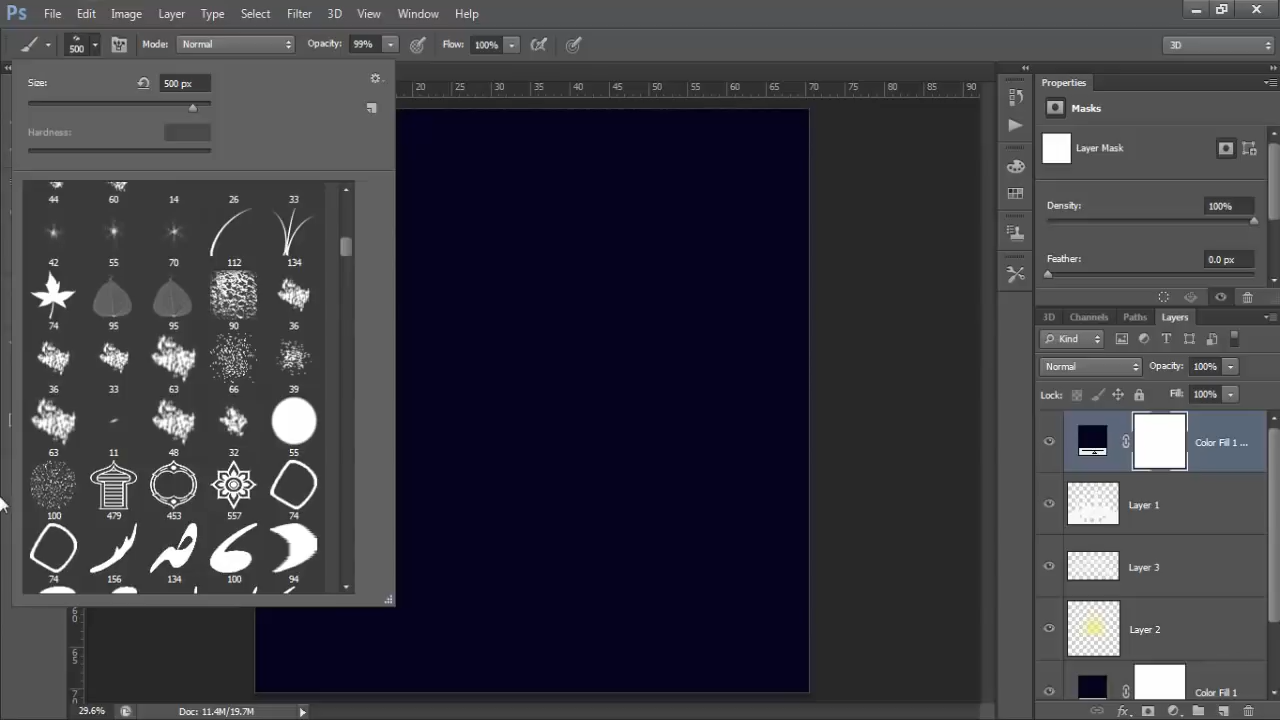 Ps File Edit Image Layer Type Select Filter 3D View Window Help
500 Mode: Normal Opacity: 99% Flow: 100% 3D
Size: 500 px
Hardness:
44 60 14 26 33
42 55 70 112 134
74 95 95 90 36
36 33 63 66 39
63 11 48 32 55
100 479 453 557 74
74 156 134 100 94
20 25 30 35 40 45 50 55 60 65 70 75 80 85 90
60
65
70
29.6% Doc: 11.4M/19.7M
Properties
Masks
Layer Mask
Density: 100%
Feather: 0.0 px
3D Channels Paths Layers
Kind
Normal Opacity: 100%
Lock: Fill: 100%
Color Fill 1 ...
Layer 1
Layer 3
Layer 2
Color Fill 1